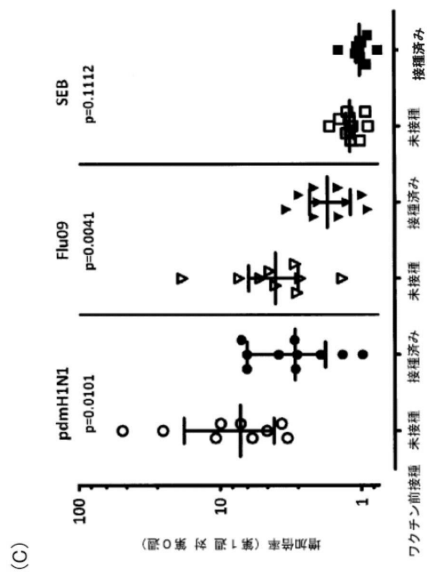 (C)
pdmH1N1
p=0.0101
Flu09
p=0.0041
SEB
p=0.1112
増加倍率 (第1週 対 第0週)
100
10
1
ワクチン前接種
未接種
接種済み
未接種
接種済み
未接種
接種済み